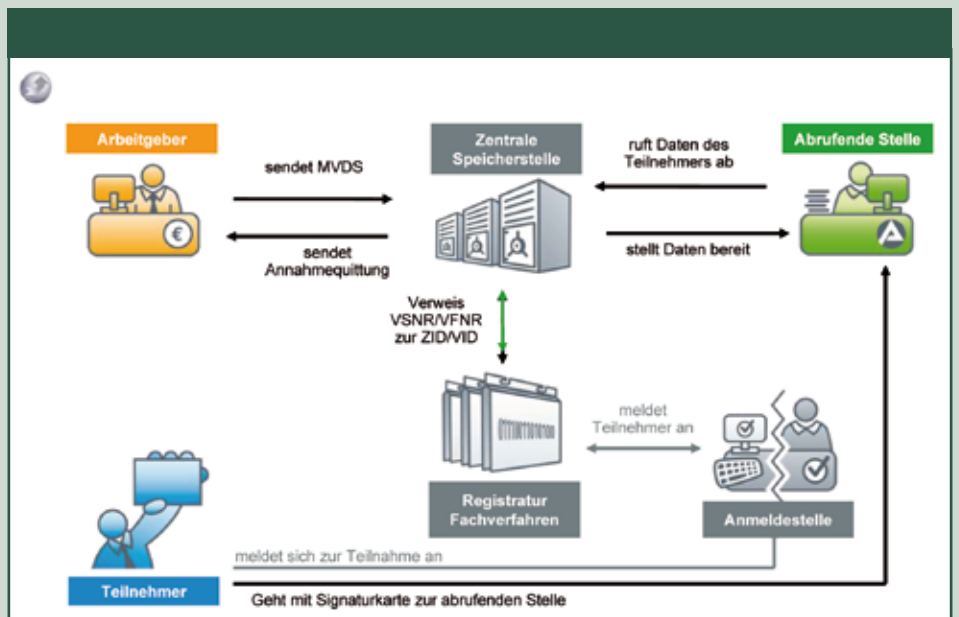 Arbeitgeber
sendet MVDS
Zentrale
Speicherstelle
ruft Daten des
Teilnehmers ab
Abrufende Stelle
€
sendet
Annahmequittung
stellt Daten bereit
Verweis
VSNR/VFNR
zur ZID/VID
meldet
Teilnehmer an
Registratur
Fachverfahren
Anmeldestelle
meldet sich zur Teilnahme an
Teilnehmer
Geht mit Signaturkarte zur abrufenden Stelle